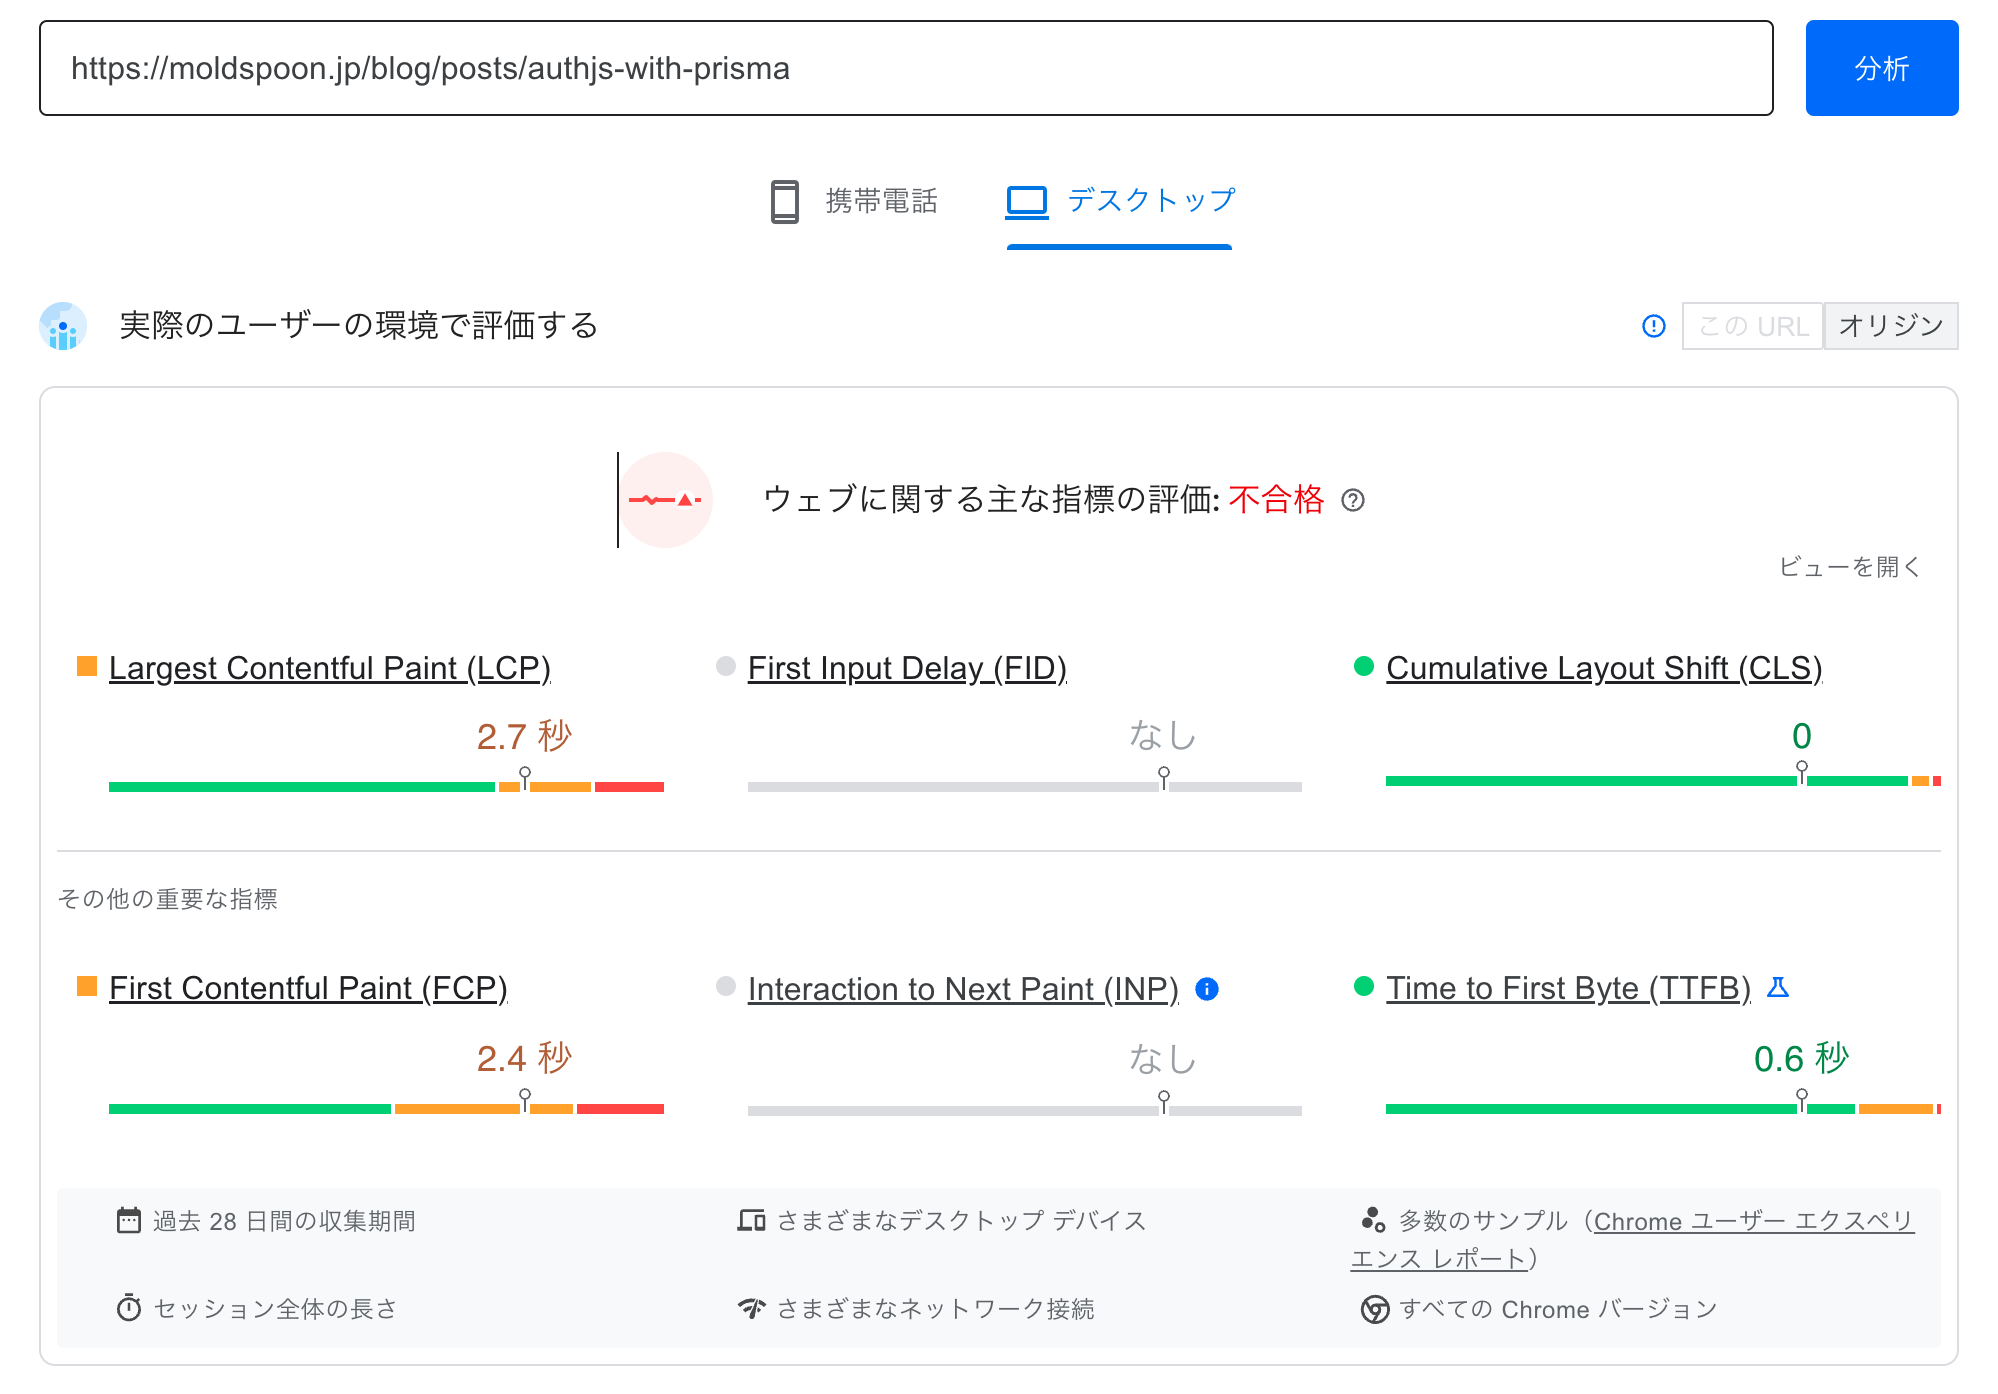 https://moldspoon.jp/blog/posts/authjs-with-prisma
分析
携帯電話
デスクトップ
実際のユーザーの環境で評価する
この URL
オリジン
ウェブに関する主な指標の評価: 不合格
ビューを開く
Largest Contentful Paint (LCP)
2.7 秒
First Input Delay (FID)
なし
Cumulative Layout Shift (CLS)
0
その他の重要な指標
First Contentful Paint (FCP)
2.4 秒
Interaction to Next Paint (INP)
なし
Time to First Byte (TTFB)
0.6 秒
過去 28 日間の収集期間
さまざまなデスクトップ デバイス
多数のサンプル（Chrome ユーザー エクスペリ
エンス レポート）
セッション全体の長さ
さまざまなネットワーク接続
すべての Chrome バージョン